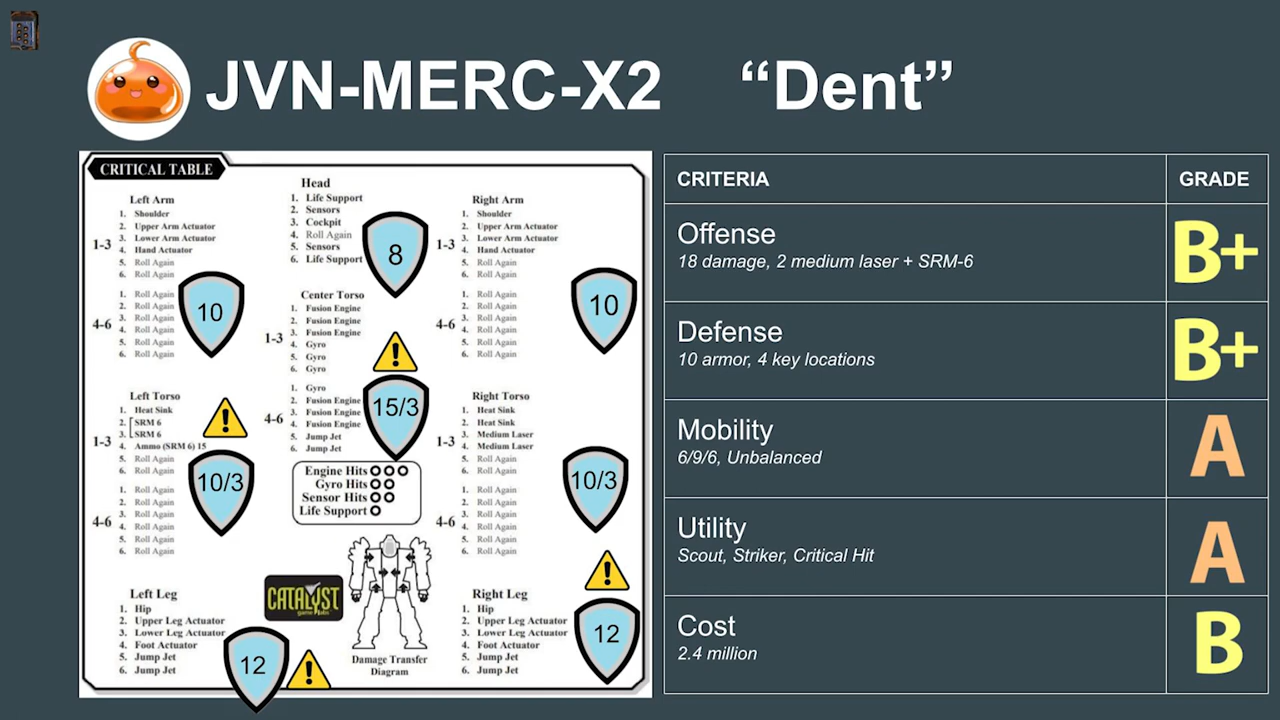 JVN-MERC-X2 “Dent”
CRITICAL TABLE
Left Arm
1. Shoulder
2. Upper Arm Actuator
1-3 3. Lower Arm Actuator
4. Hand Actuator
5. Roll Again
6. Roll Again
1. Roll Again
2. Roll Again
3. Roll Again
4-6 4. Roll Again
5. Roll Again
6. Roll Again
10
Left Torso
1. Heat Sink
2. SRM 6
1-3 3. SRM 6
4. Ammo (SRM 6) 15
5. Roll Again
6. Roll Again
1. Roll Again
2. Roll Again
4-6 3. Roll Again
4. Roll Again
5. Roll Again
6. Roll Again
10/3
Left Leg
1. Hip
2. Upper Leg Actuator
3. Lower Leg Actuator
4. Foot Actuator
5. Jump Jet
6. Jump Jet
12
Head
1. Life Support
2. Sensors
3. Cockpit
4. Roll Again
5. Sensors
6. Life Support
8
Center Torso
1. Fusion Engine
2. Fusion Engine
1-3 3. Fusion Engine
4. Gyro
5. Gyro
6. Gyro
1. Gyro
2. Fusion Engine
4-6 3. Fusion Engine
4. Fusion Engine
5. Jump Jet
6. Jump Jet
15/3
Engine Hits
Gyro Hits
Sensor Hits
Life Support
CATALYST
game labs
Damage Transfer
Diagram
Right Arm
1. Shoulder
2. Upper Arm Actuator
1-3 3. Lower Arm Actuator
4. Hand Actuator
5. Roll Again
6. Roll Again
1. Roll Again
2. Roll Again
3. Roll Again
4-6 4. Roll Again
5. Roll Again
6. Roll Again
10
Right Torso
1. Heat Sink
2. Heat Sink
1-3 3. Medium Laser
4. Medium Laser
5. Roll Again
6. Roll Again
1. Roll Again
2. Roll Again
4-6 3. Roll Again
4. Roll Again
5. Roll Again
6. Roll Again
10/3
Right Leg
1. Hip
2. Upper Leg Actuator
3. Lower Leg Actuator
4. Foot Actuator
5. Jump Jet
6. Jump Jet
12
CRITERIA GRADE
Offense B+
18 damage, 2 medium laser + SRM-6
Defense B+
10 armor, 4 key locations
Mobility A
6/9/6, Unbalanced
Utility A
Scout, Striker, Critical Hit
Cost B
2.4 million